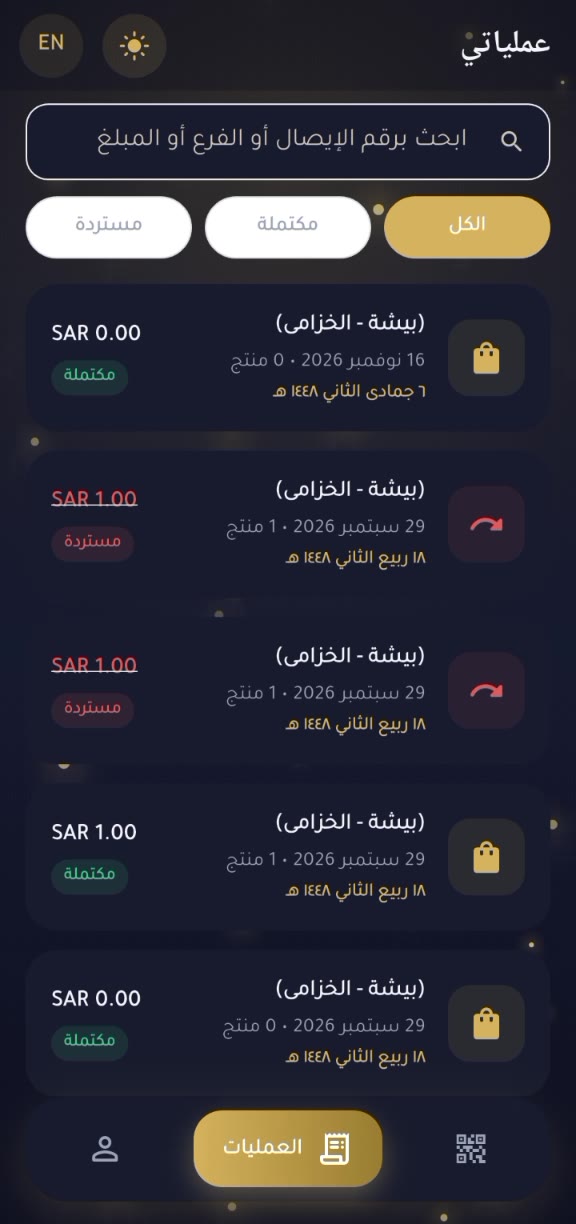 عملياتي
EN
ابحث برقم الإيصال أو الفرع أو المبلغ
الكل
مكتملة
مستردة
(بيشة - الخزامى)
SAR 0.00
16 نوفمبر 2026 • 0 منتج
مكتملة
٦ جمادى الثاني ١٤٤٨ هـ
(بيشة - الخزامى)
SAR 1.00
29 سبتمبر 2026 • 1 منتج
مستردة
١٨ ربيع الثاني ١٤٤٨ هـ
(بيشة - الخزامى)
SAR 1.00
29 سبتمبر 2026 • 1 منتج
مستردة
١٨ ربيع الثاني ١٤٤٨ هـ
(بيشة - الخزامى)
SAR 1.00
29 سبتمبر 2026 • 1 منتج
مكتملة
١٨ ربيع الثاني ١٤٤٨ هـ
(بيشة - الخزامى)
SAR 0.00
29 سبتمبر 2026 • 0 منتج
مكتملة
١٨ ربيع الثاني ١٤٤٨ هـ
العمليات